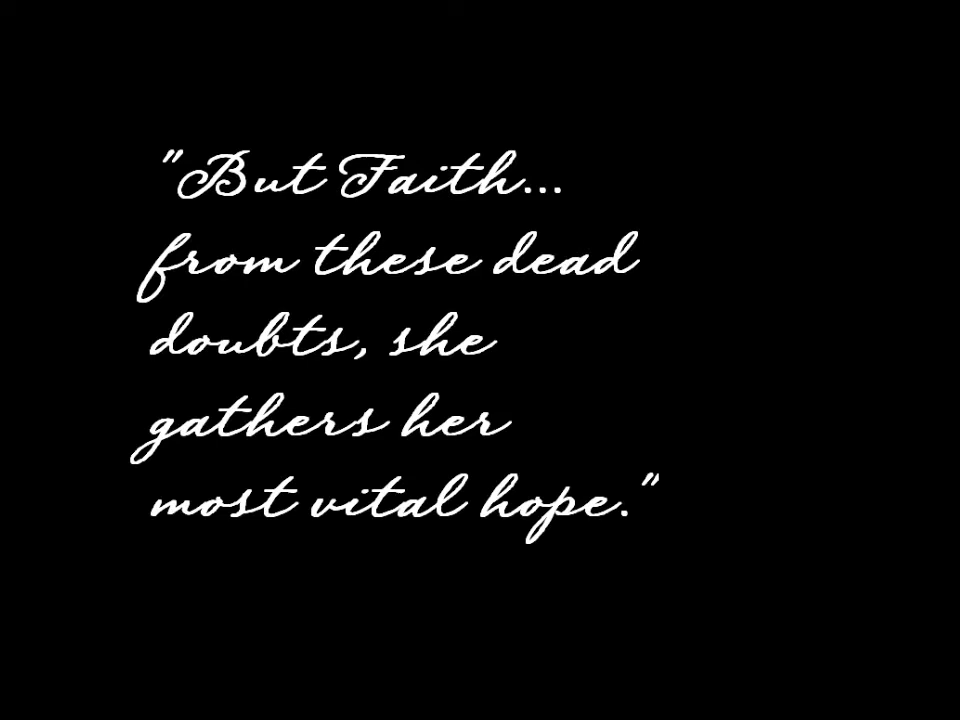 "But Faith...
from these dead
doubts, she
gathers her
most vital hope."